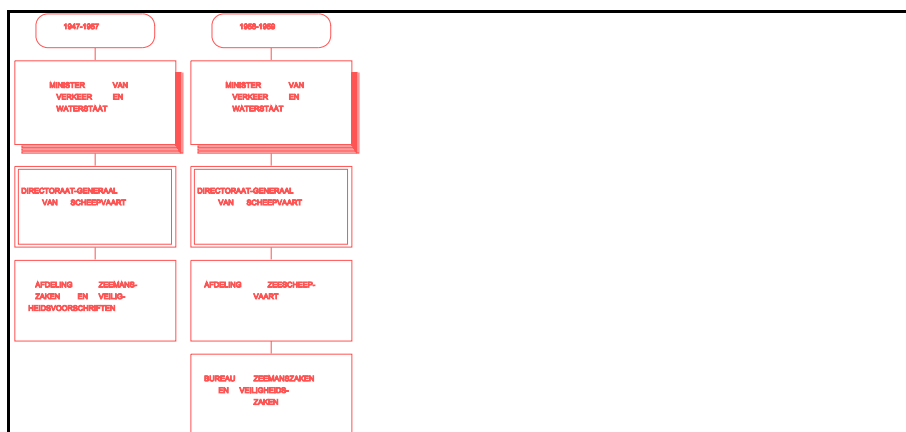 1947-1957
MINISTER VAN
VERKEER EN
WATERSTAAT
DIRECTORAAT-GENERAAL
VAN SCHEEPVAART
AFDELING ZEEMANS-
ZAKEN EN VEILIG-
HEIDSVOORSCHRIFTEN
1958-1959
MINISTER VAN
VERKEER EN
WATERSTAAT
DIRECTORAAT-GENERAAL
VAN SCHEEPVAART
AFDELING ZEESCHEEP-
VAART
BUREAU ZEEMANSZAKEN
EN VEILIGHEIDS-
ZAKEN